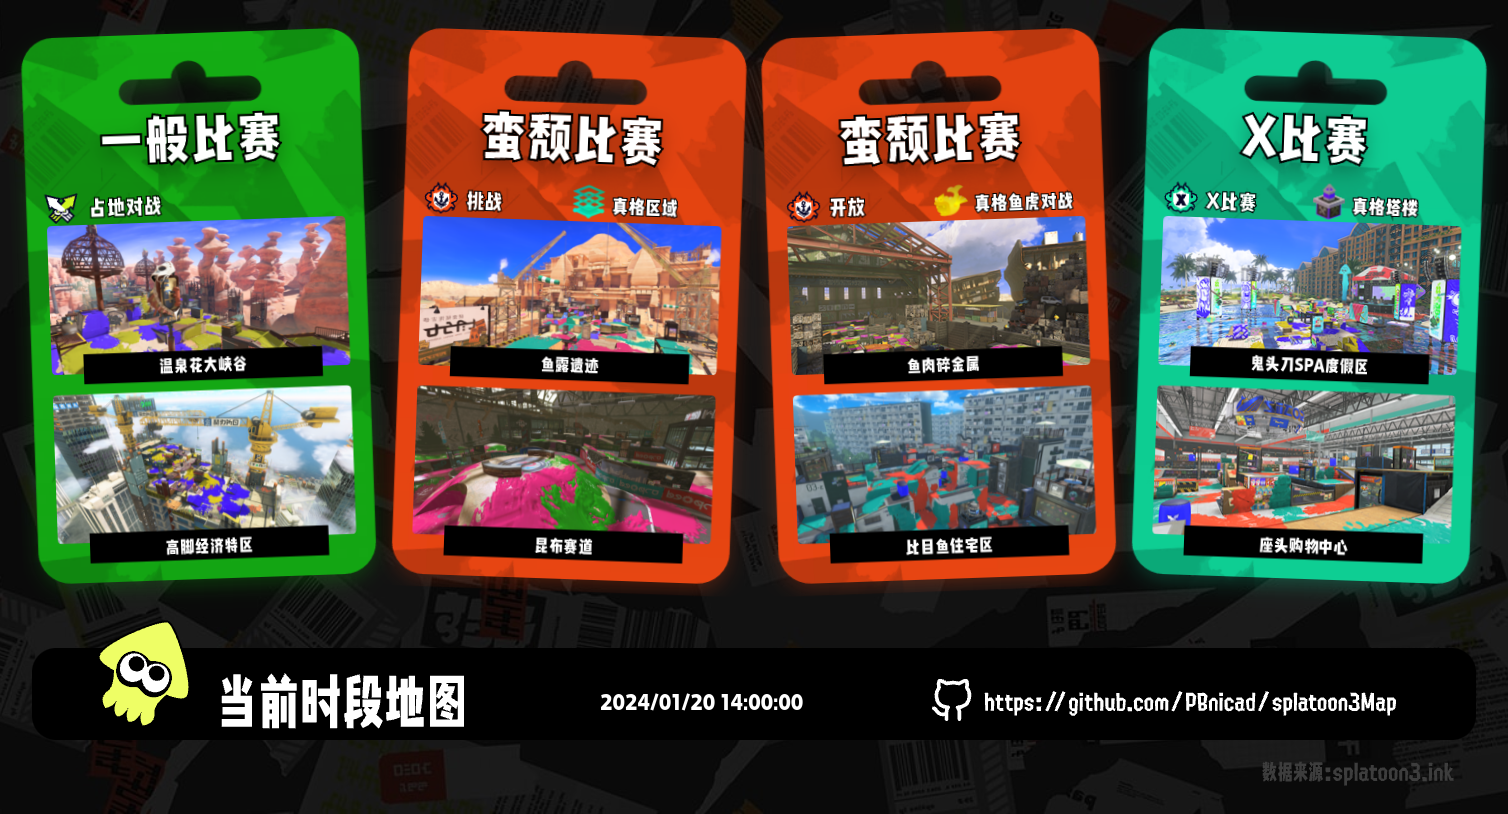 一般比赛
占地对战
温泉花大峡谷
高脚经济特区
蛮颓比赛
挑战
真格区域
鱼露遗迹
昆布赛道
蛮颓比赛
开放
真格鱼虎对战
鱼肉碎金属
比目鱼住宅区
X比赛
X比赛
真格塔楼
鬼头刀SPA度假区
座头购物中心
当前时段地图
2024/01/20 14:00:00
https://github.com/PBnicad/splatoon3Map
数据来源:splatoon3.ink